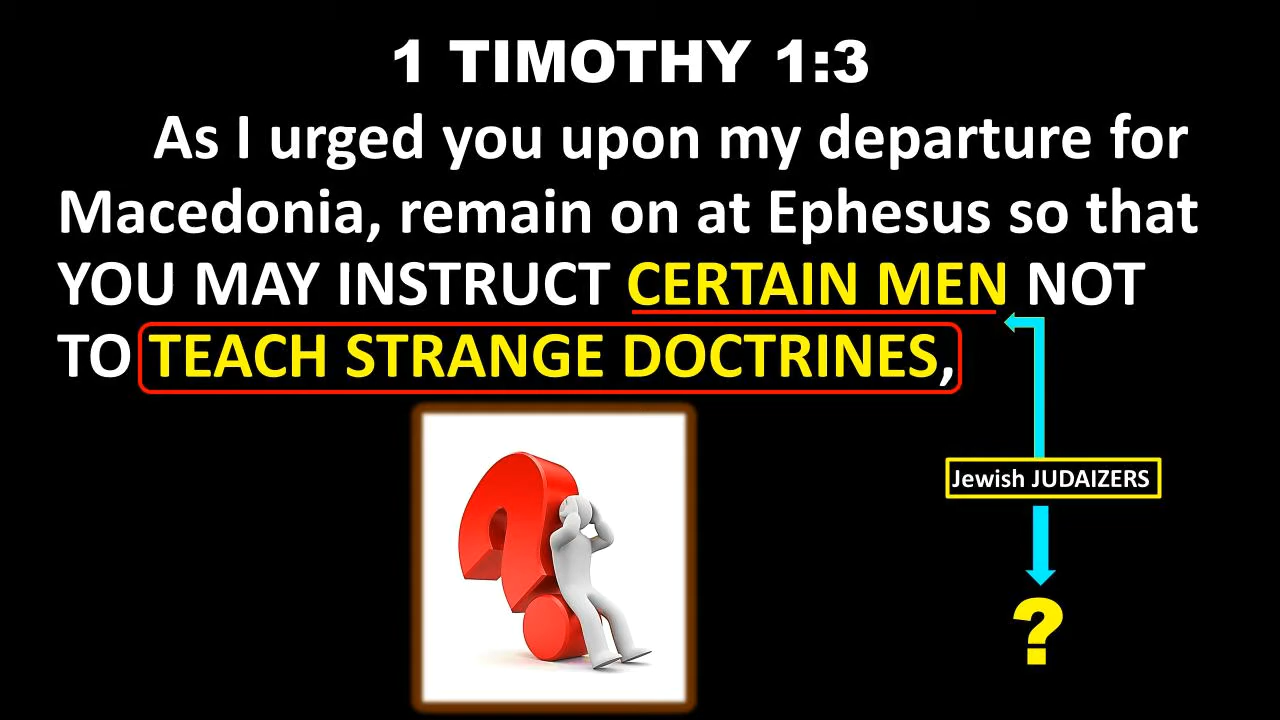 1 TIMOTHY 1:3
As I urged you upon my departure for
Macedonia, remain on at Ephesus so that
YOU MAY INSTRUCT CERTAIN MEN NOT
TO TEACH STRANGE DOCTRINES,
Jewish JUDAIZERS
?